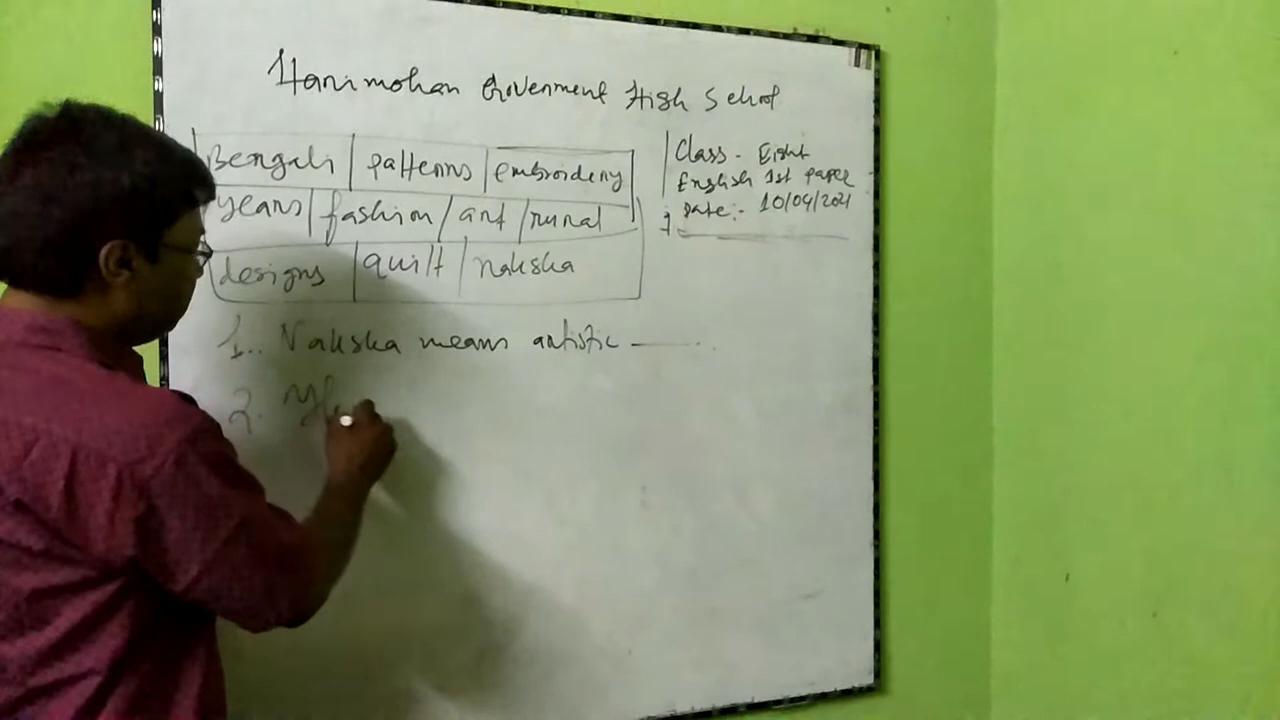 Harimohan Govenment High School
Bengali | patterns | embroidery
years | fashion / art / rural
designs | quilt | naksha
Class - Eight
English 1st paper
Date:- 10/04/2021
1. Naksha means artistic ———.
2.